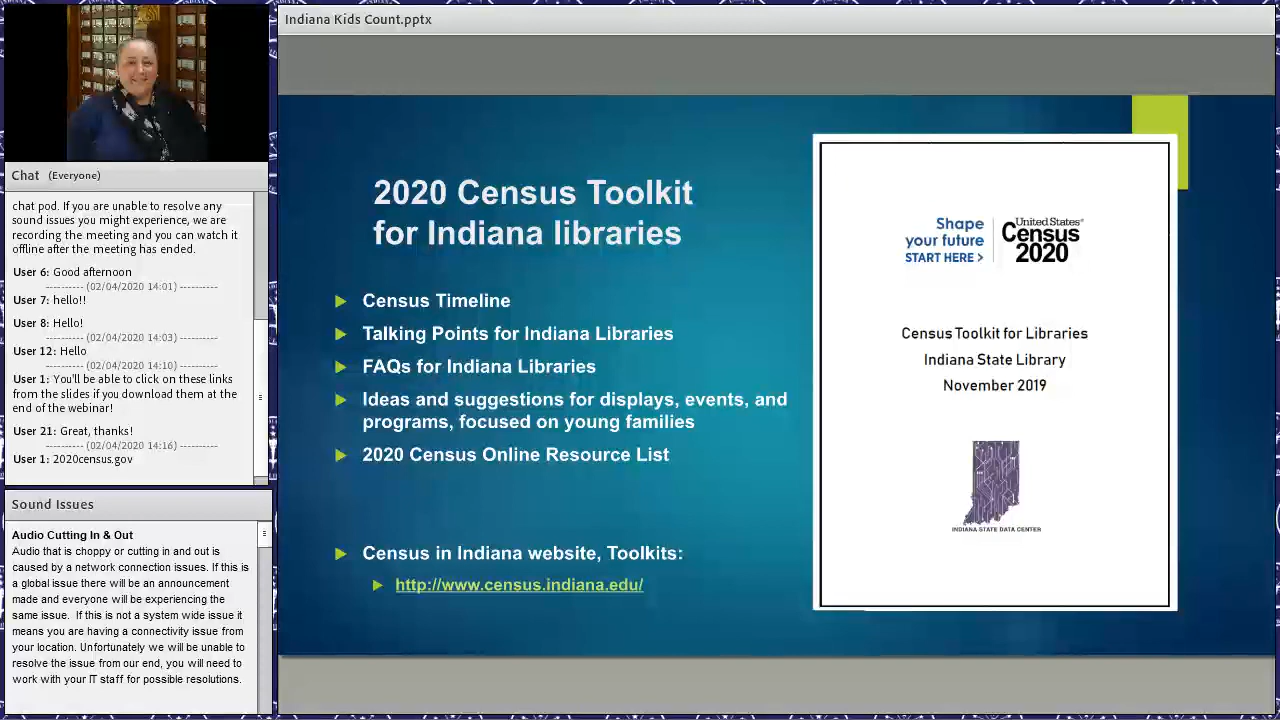 Indiana Kids Count.pptx
Chat (Everyone)
chat pod. If you are unable to resolve any
sound issues you might experience, we are
recording the meeting and you can watch it
offline after the meeting has ended.
User 6: Good afternoon
---------- (02/04/2020 14:01) ----------
User 7: hello!!
User 8: Hello!
---------- (02/04/2020 14:03) ----------
User 12: Hello
---------- (02/04/2020 14:10) ----------
User 1: You'll be able to click on these links
from the slides if you download them at the
end of the webinar!
User 21: Great, thanks!
---------- (02/04/2020 14:16) ----------
User 1: 2020census.gov
Sound Issues
Audio Cutting In & Out
Audio that is choppy or cutting in and out is
caused by a network connection issues. If this is
a global issue there will be an announcement
made and everyone will be experiencing the
same issue.  If this is not a system wide issue it
means you are having a connectivity issue from
your location. Unfortunately we will be unable to
resolve the issue from our end, you will need to
work with your IT staff for possible resolutions.
2020 Census Toolkit
for Indiana libraries
Census Timeline
Talking Points for Indiana Libraries
FAQs for Indiana Libraries
Ideas and suggestions for displays, events, and
programs, focused on young families
2020 Census Online Resource List
Census in Indiana website, Toolkits:
http://www.census.indiana.edu/
Shape
your future
START HERE >
United States®
Census
2020
Census Toolkit for Libraries
Indiana State Library
November 2019
INDIANA STATE DATA CENTER